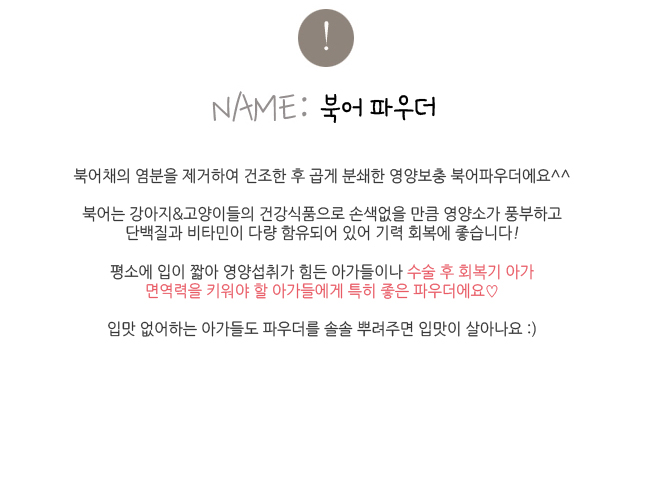 !
NAME: 북어 파우더
북어채의 염분을 제거하여 건조한 후 곱게 분쇄한 영양보충 북어파우더에요^^
북어는 강아지&고양이들의 건강식품으로 손색없을 만큼 영양소가 풍부하고
단백질과 비타민이 다량 함유되어 있어 기력 회복에 좋습니다!
평소에 입이 짧아 영양섭취가 힘든 아가들이나 수술 후 회복기 아가
면역력을 키워야 할 아가들에게 특히 좋은 파우더에요♡
입맛 없어하는 아가들도 파우더를 솔솔 뿌려주면 입맛이 살아나요 :)